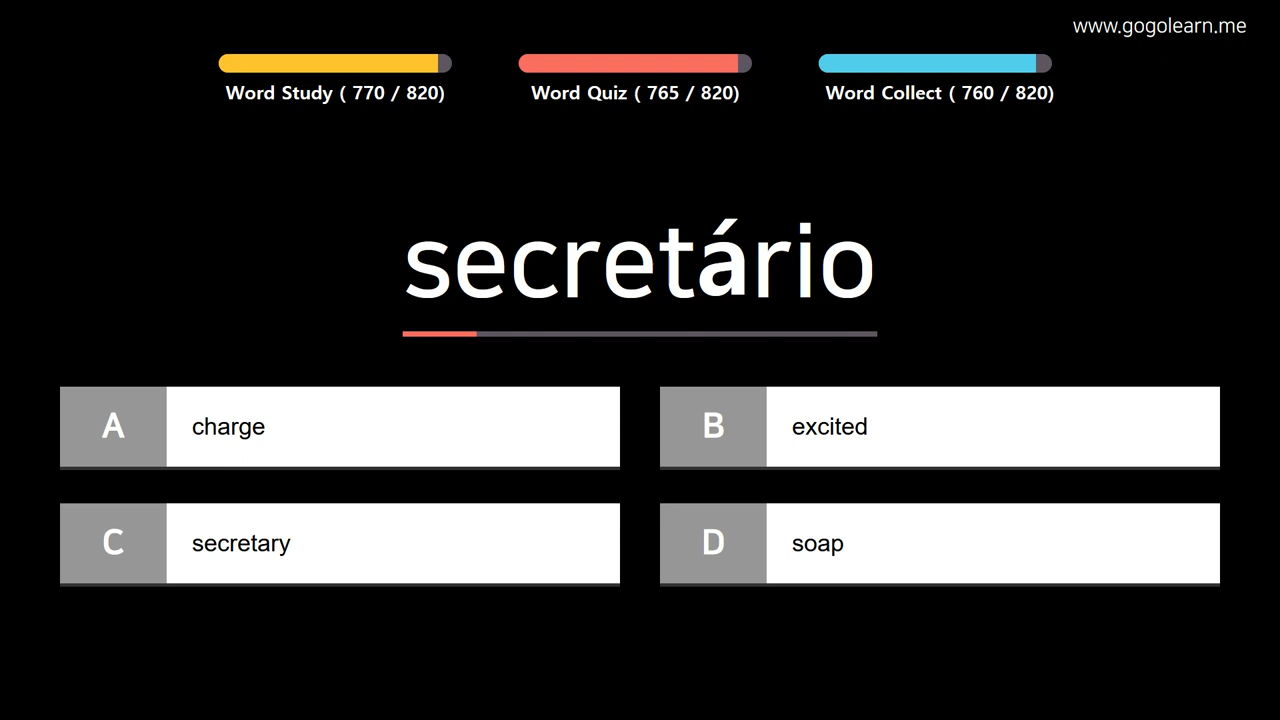 www.gogolearn.me
Word Study ( 770 / 820)
Word Quiz ( 765 / 820)
Word Collect ( 760 / 820)
secretário
A charge
B excited
C secretary
D soap